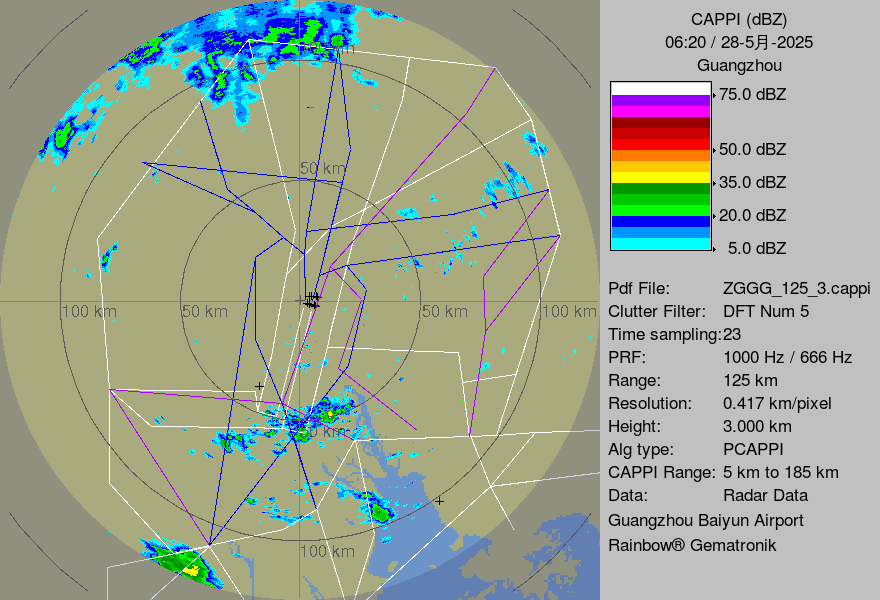 CAPPI (dBZ)
06:20 / 28-5月-2025
Guangzhou
75.0 dBZ
50.0 dBZ
35.0 dBZ
20.0 dBZ
5.0 dBZ
50 km
100 km
50 km
50 km
100 km
100 km
Pdf File: ZGGG_125_3.cappi
Clutter Filter: DFT Num 5
Time sampling:23
PRF: 1000 Hz / 666 Hz
Range: 125 km
Resolution: 0.417 km/pixel
Height: 3.000 km
Alg type: PCAPPI
CAPPI Range: 5 km to 185 km
Data: Radar Data
Guangzhou Baiyun Airport
Rainbow® Gematronik